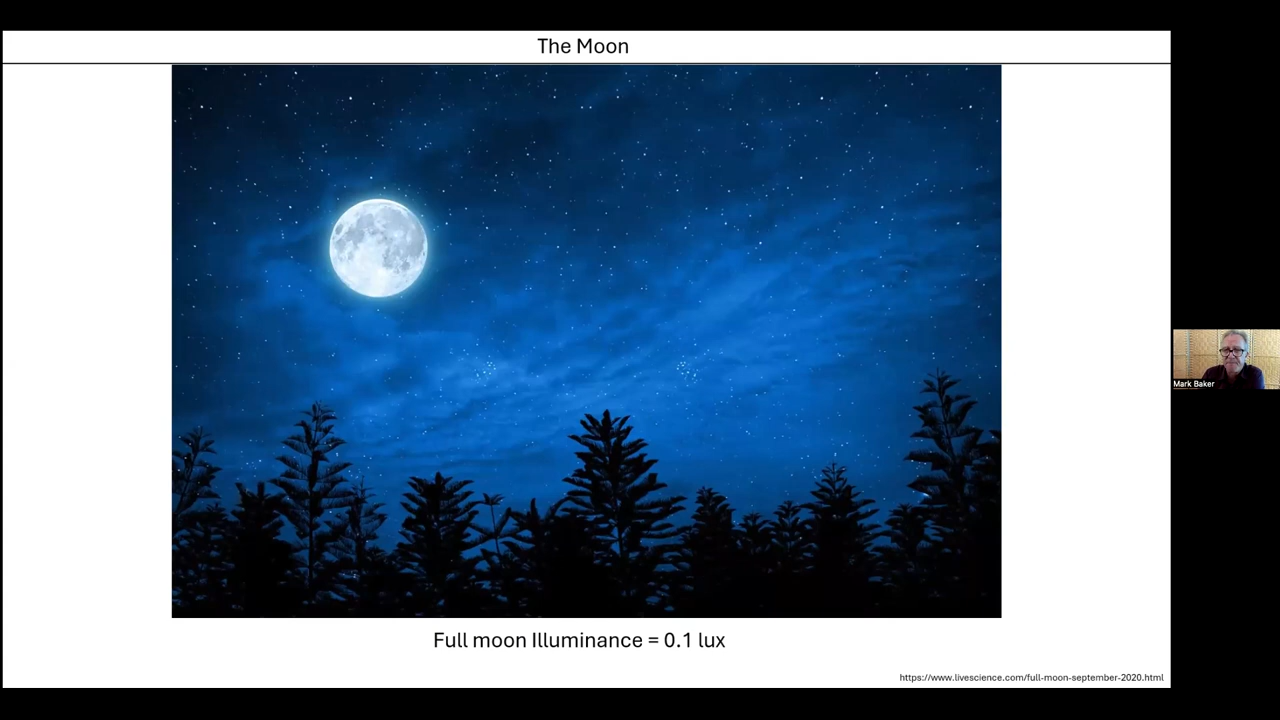 The Moon
Mark Baker
Full moon Illuminance = 0.1 lux
https://www.livescience.com/full-moon-september-2020.html